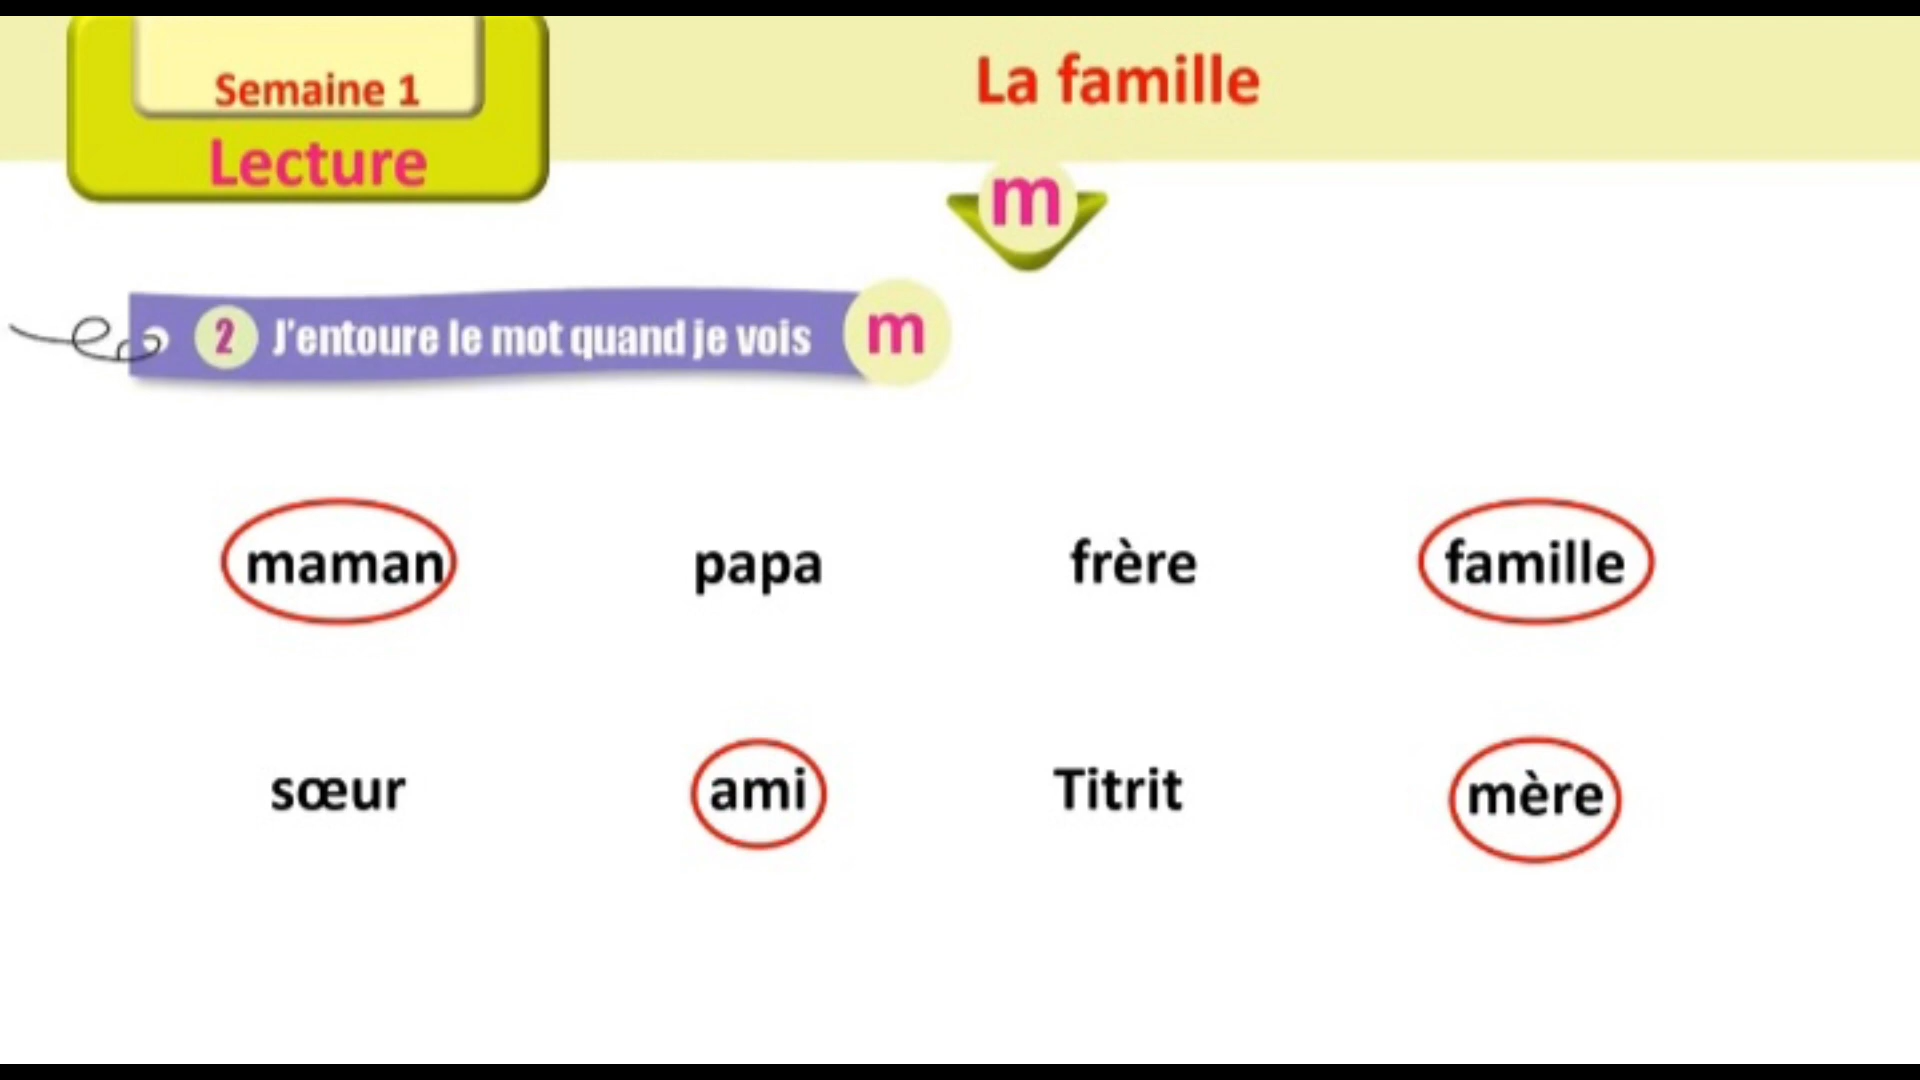 Semaine 1
La famille
Lecture
m
2 J'entoure le mot quand je vois m
maman papa frère famille
sœur ami Titrit mère